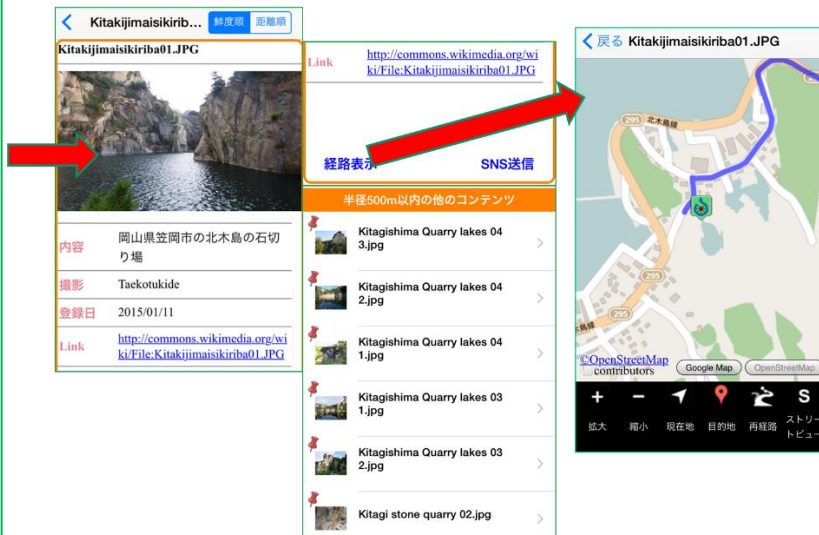 Kitakijimaisikirib... 鮮度順 距離順
Kitakijimaisikiriba01.JPG
内容
岡山県笠岡市の北木島の石切
り場
撮影 Taekotukide
登録日 2015/01/11
Link
http://commons.wikimedia.org/wi
ki/File:Kitakijimaisikiriba01.JPG
Link
http://commons.wikimedia.org/wi
ki/File:Kitakijimaisikiriba01.JPG
経路表示 SNS送信
半径500m以内の他のコンテンツ
Kitagishima Quarry lakes 04
3.jpg
Kitagishima Quarry lakes 04
2.jpg
Kitagishima Quarry lakes 04
1.jpg
Kitagishima Quarry lakes 03
1.jpg
Kitagishima Quarry lakes 03
2.jpg
Kitagi stone quarry 02.jpg
戻る Kitakijimaisikiriba01.JPG
295 北木島線
295
295
©OpenStreetMap
contributors
Google Map OpenStreetMap
S
拡大 縮小 現在地 目的地 再経路 ストリー
トビュー